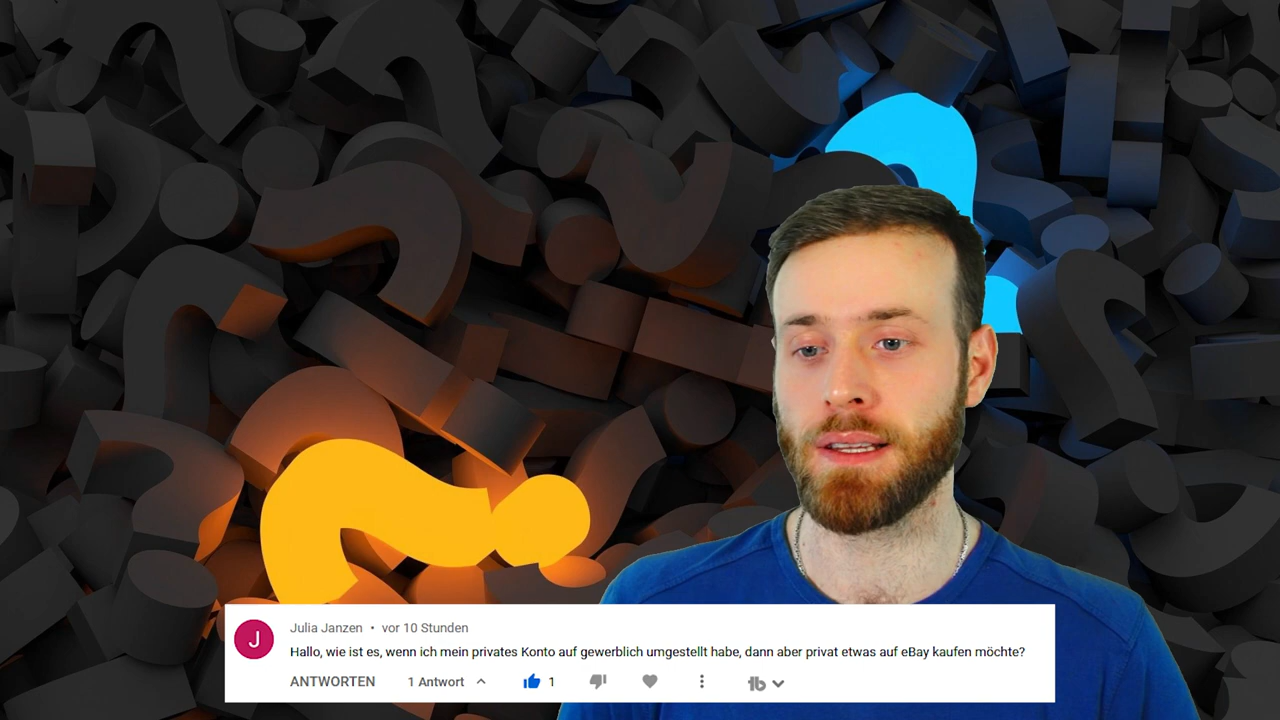 J
Julia Janzen • vor 10 Stunden
Hallo, wie ist es, wenn ich mein privates Konto auf gewerblich umgestellt habe, dann aber privat etwas auf eBay kaufen möchte?
ANTWORTEN 1 Antwort 1 tb